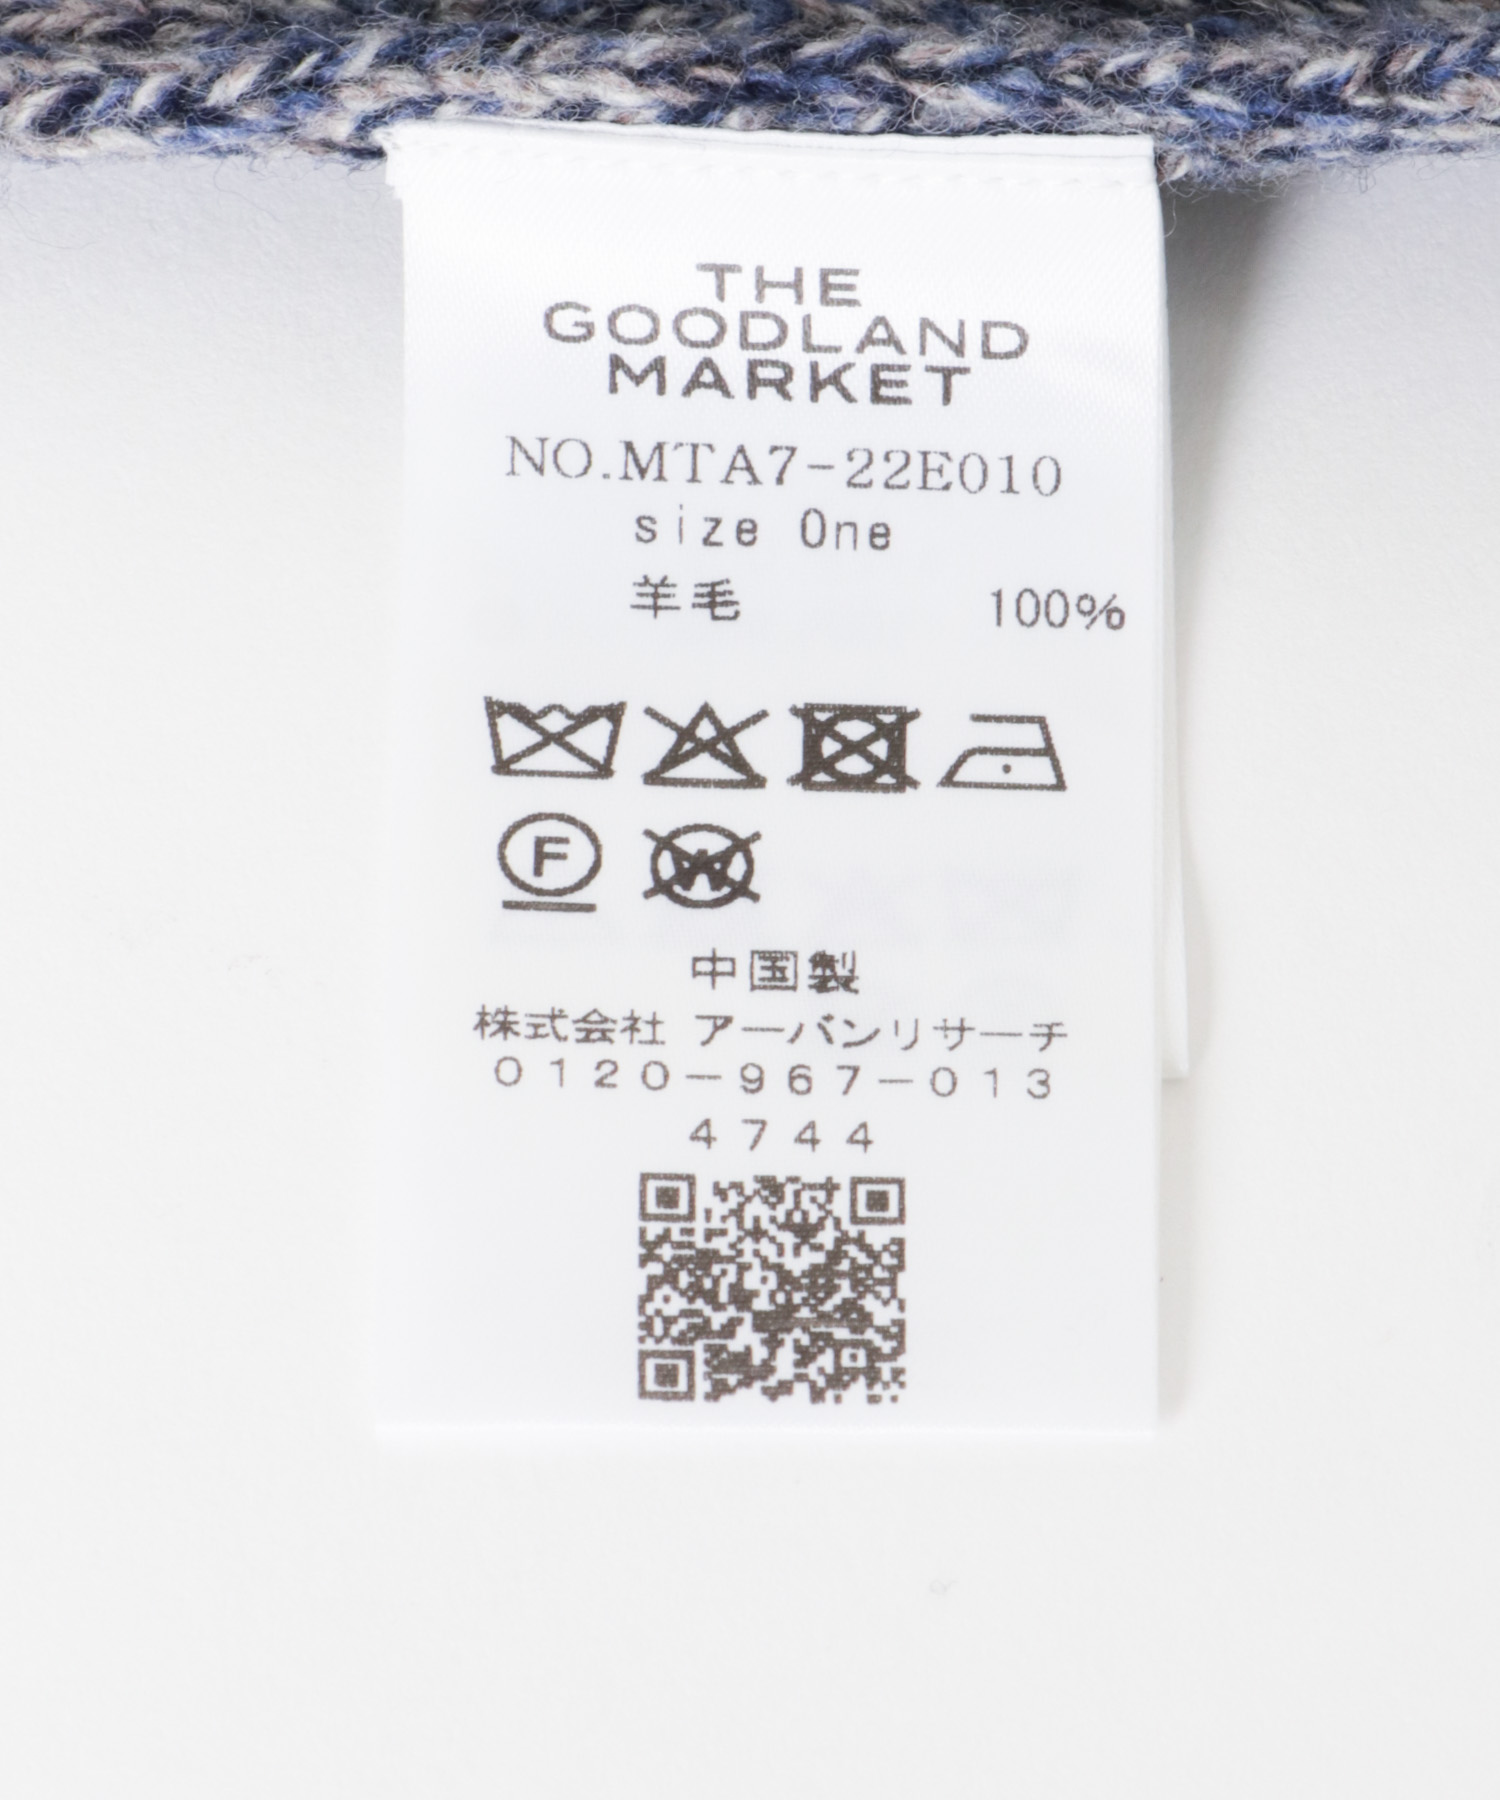 THE
GOODLAND
MARKET
NO.MTA7-22E010
size One
羊毛 100%
F
W
中国製
株式会社 アーバンリサーチ
0120-967-013
4744